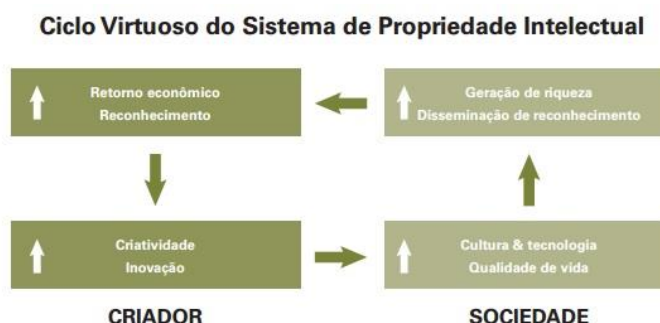 Ciclo Virtuoso do Sistema de Propriedade Intelectual
Retorno econômico
Reconhecimento
Geração de riqueza
Disseminação de reconhecimento
Criatividade
Inovação
Cultura & tecnologia
Qualidade de vida
CRIADOR
SOCIEDADE